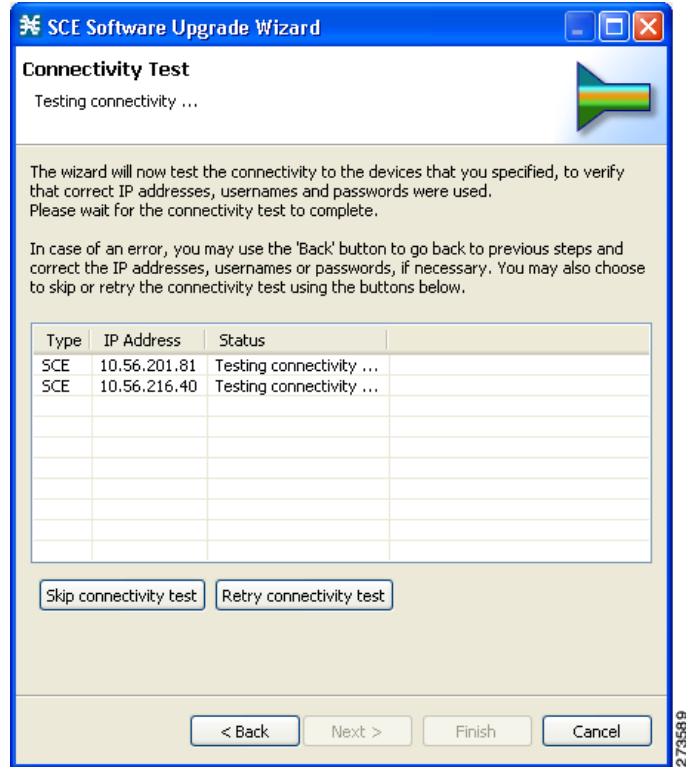 SCE Software Upgrade Wizard
Connectivity Test
Testing connectivity ...
The wizard will now test the connectivity to the devices that you specified, to verify
that correct IP addresses, usernames and passwords were used.
Please wait for the connectivity test to complete.
In case of an error, you may use the 'Back' button to go back to previous steps and
correct the IP addresses, usernames or passwords, if necessary. You may also choose
to skip or retry the connectivity test using the buttons below.
Type IP Address Status
SCE 10.56.201.81 Testing connectivity ...
SCE 10.56.216.40 Testing connectivity ...
Skip connectivity test Retry connectivity test
< Back Next > Finish Cancel
273589